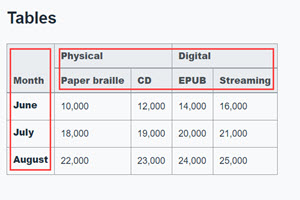 Tables
Physical Digital
Month Paper braille CD EPUB Streaming
June 10,000 12,000 14,000 16,000
July 18,000 19,000 20,000 21,000
August 22,000 23,000 24,000 25,000